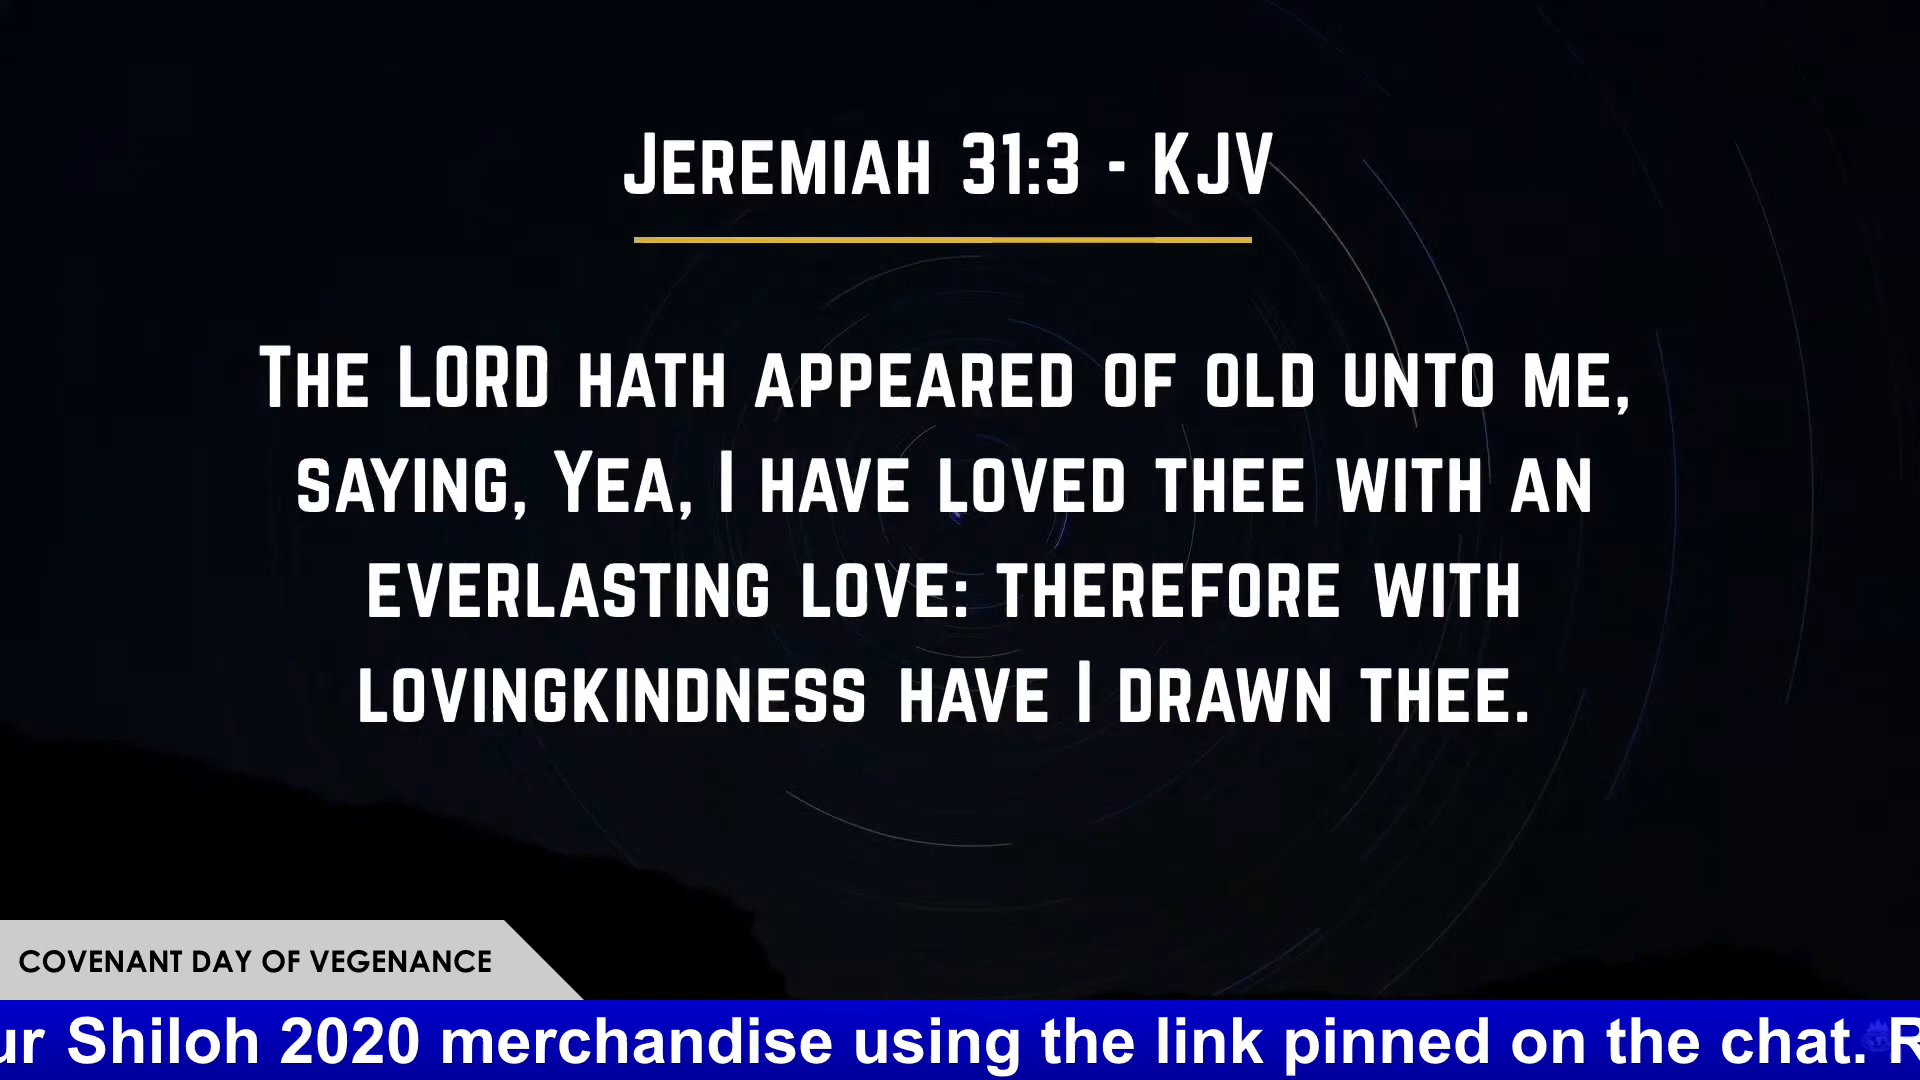 Jeremiah 31:3 - KJV
The LORD hath appeared of old unto me,
saying, Yea, I have loved thee with an
everlasting love: therefore with
lovingkindness have I drawn thee.
COVENANT DAY OF VEGENANCE
ur Shiloh 2020 merchandise using the link pinned on the chat. R